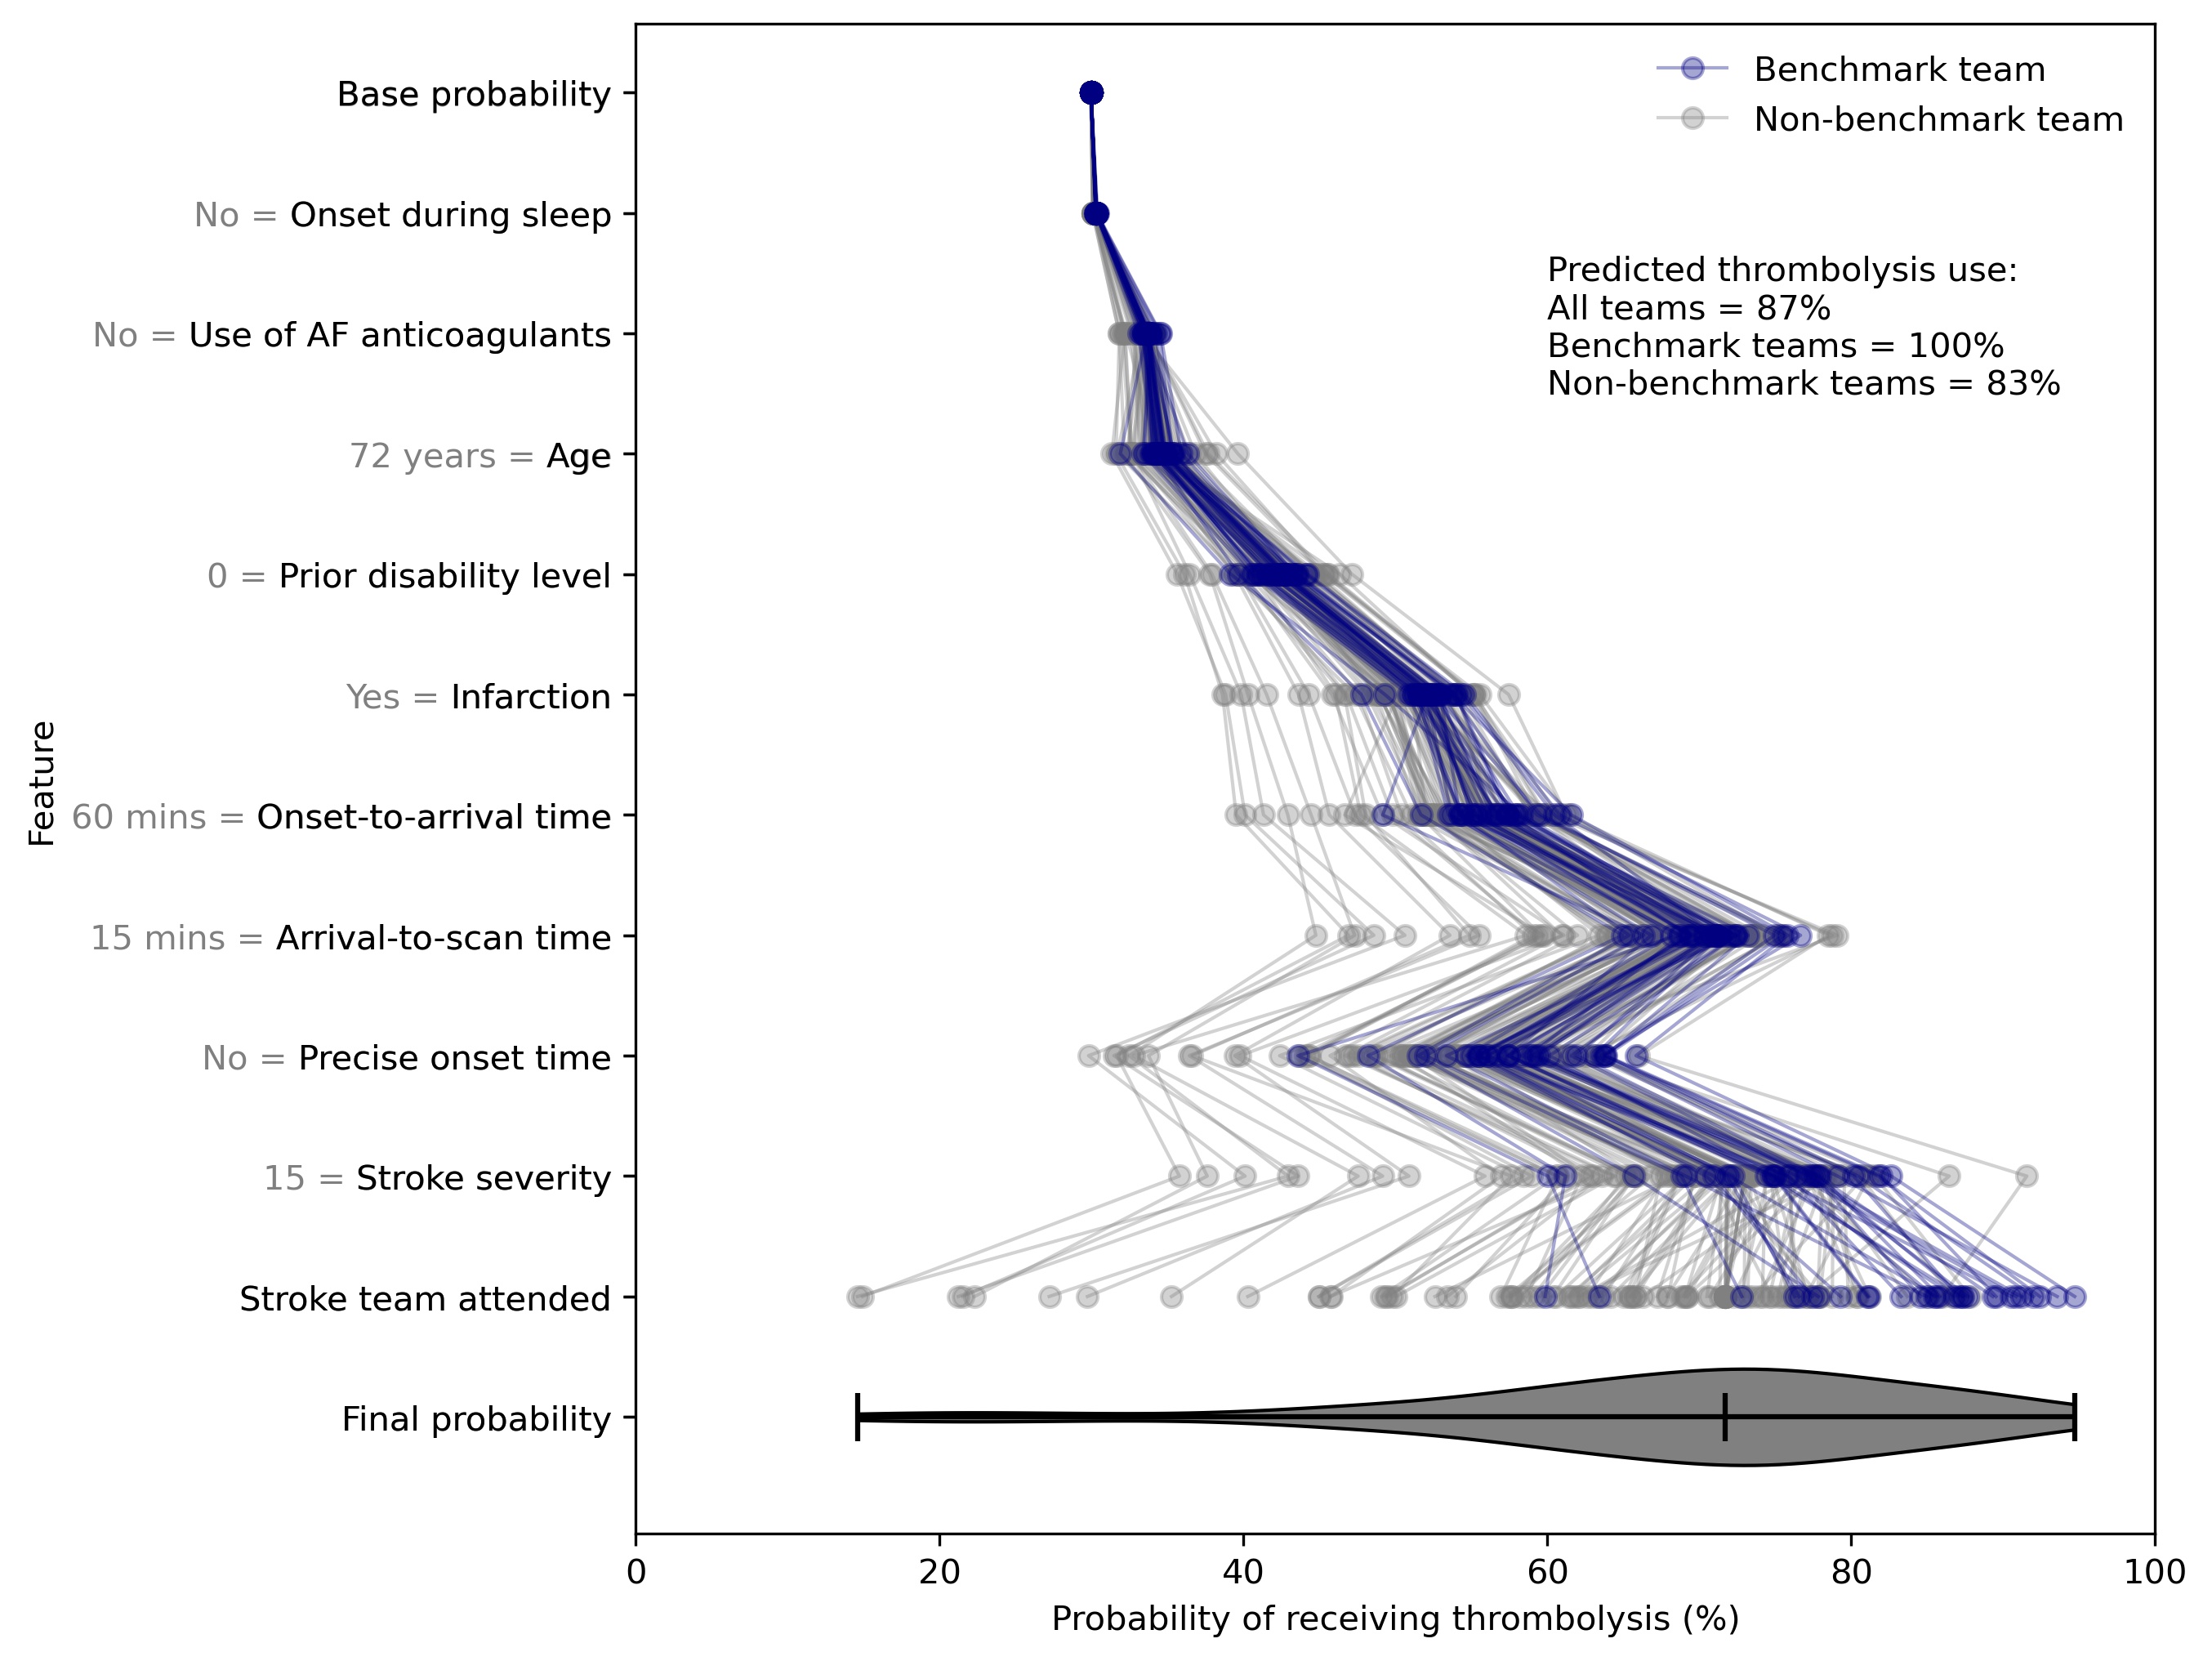 Benchmark team
Non-benchmark team
Predicted thrombolysis use:
All teams = 87%
Benchmark teams = 100%
Non-benchmark teams = 83%
Feature
Base probability
No = Onset during sleep
No = Use of AF anticoagulants
72 years = Age
0 = Prior disability level
Yes = Infarction
60 mins = Onset-to-arrival time
15 mins = Arrival-to-scan time
No = Precise onset time
15 = Stroke severity
Stroke team attended
Final probability
0 20 40 60 80 100
Probability of receiving thrombolysis (%)